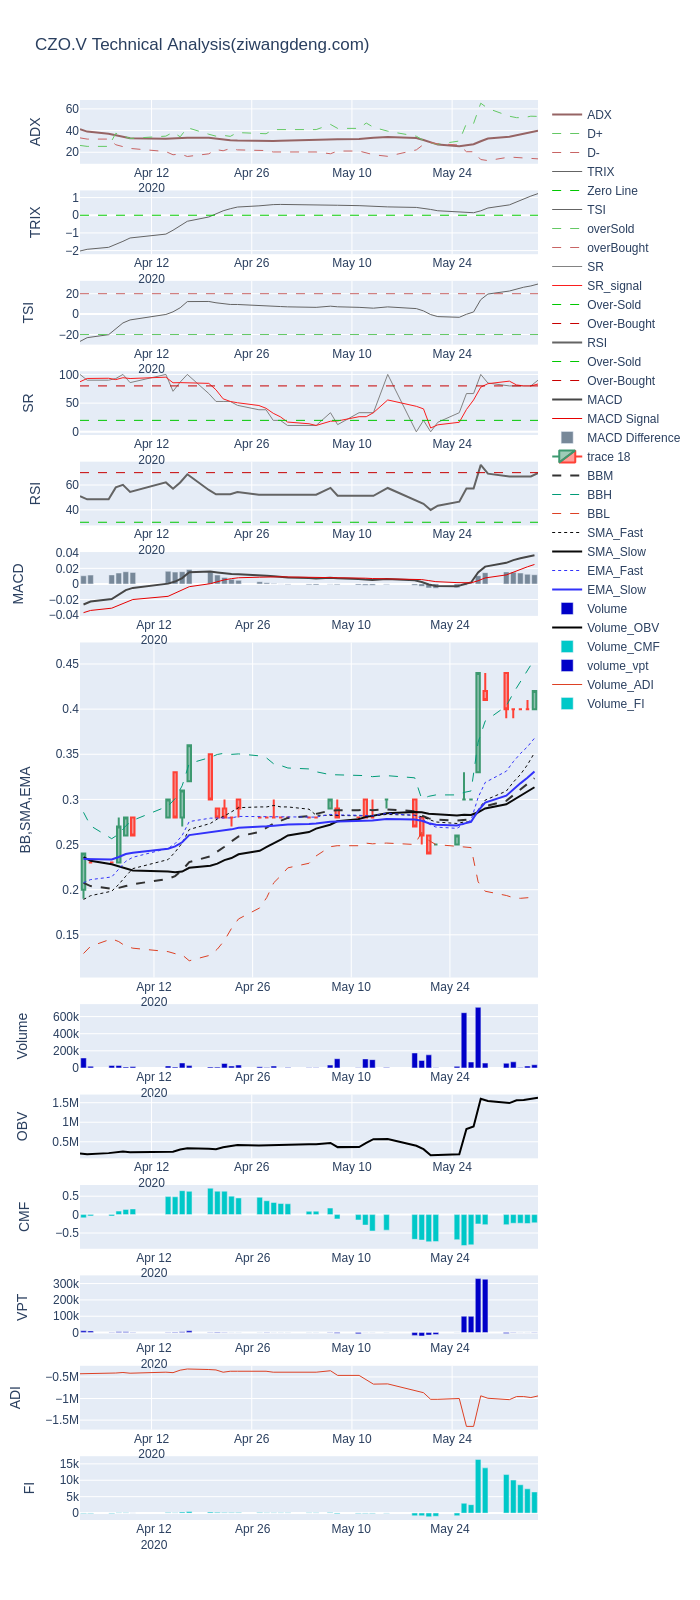 CZO.V Technical Analysis(ziwangdeng.com)
ADX
60
40
20
Apr 12
2020
Apr 26
May 10
May 24
TRIX
1
0
−1
−2
Apr 12
2020
Apr 26
May 10
May 24
TSI
20
0
−20
Apr 12
2020
Apr 26
May 10
May 24
SR
100
50
0
Apr 12
2020
Apr 26
May 10
May 24
RSI
60
40
Apr 12
2020
Apr 26
May 10
May 24
MACD
0.04
0.02
0
−0.02
−0.04
Apr 12
2020
Apr 26
May 10
May 24
BB,SMA,EMA
0.45
0.4
0.35
0.3
0.25
0.2
0.15
Apr 12
2020
Apr 26
May 10
May 24
Volume
600k
400k
200k
0
Apr 12
2020
Apr 26
May 10
May 24
OBV
1.5M
1M
0.5M
Apr 12
2020
Apr 26
May 10
May 24
CMF
0.5
0
−0.5
Apr 12
2020
Apr 26
May 10
May 24
VPT
300k
200k
100k
0
Apr 12
2020
Apr 26
May 10
May 24
ADI
−0.5M
−1M
−1.5M
Apr 12
2020
Apr 26
May 10
May 24
FI
15k
10k
5k
0
Apr 12
2020
Apr 26
May 10
May 24
ADX
D+
D-
TRIX
Zero Line
TSI
overSold
overBought
SR
SR_signal
Over-Sold
Over-Bought
RSI
Over-Sold
Over-Bought
MACD
MACD Signal
MACD Difference
trace 18
BBM
BBH
BBL
SMA_Fast
SMA_Slow
EMA_Fast
EMA_Slow
Volume
Volume_OBV
Volume_CMF
volume_vpt
Volume_ADI
Volume_FI